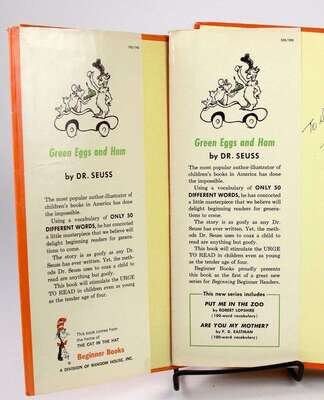 195/195
Green Eggs and Ham
by DR. SEUSS
The most popular author-illustrator of
children's books in America has done
the impossible.
Using a vocabulary of ONLY 50
DIFFERENT WORDS, he has concocted
a little masterpiece that we believe will
delight beginning readers for genera-
tions to come.
The story is as goofy as any Dr.
Seuss has ever written. Yet, the meth-
ods Dr. Seuss uses to coax a child to
read are anything but goofy.
This book will stimulate the URGE
TO READ in children even as young
as the tender age of four.
This book comes from
the home of
THE CAT IN THE HAT
Beginner Books
A DIVISION OF RANDOM HOUSE, INC.
195/195
Green Eggs and Ham
by DR. SEUSS
The most popular author-illustrator of
children's books in America has done
the impossible.
Using a vocabulary of ONLY 50
DIFFERENT WORDS, he has concocted
a little masterpiece that we believe will
delight beginning readers for genera-
tions to come.
The story is as goofy as any Dr.
Seuss has ever written. Yet, the meth-
ods Dr. Seuss uses to coax a child to
read are anything but goofy.
This book will stimulate the URGE
TO READ in children even as young
as the tender age of four.
Beginner Books proudly presents
this book as the first of a great new
series for Beginning Beginner Readers.
This new series includes
PUT ME IN THE ZOO
by ROBERT LOPSHIRE
(100-word vocabulary)
ARE YOU MY MOTHER?
by P. D. EASTMAN
(100-word vocabulary)
To